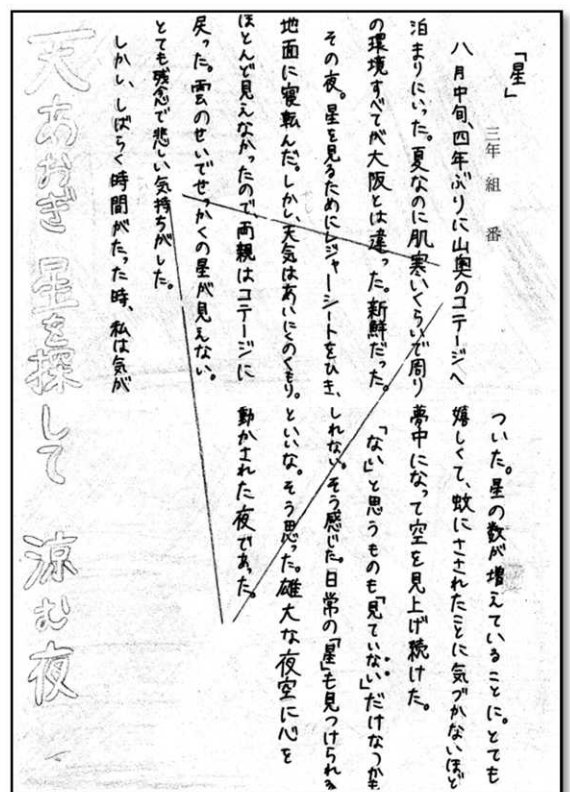 「星」
三年 組 番
八月中旬、四年ぶりに山奥のコテージへ
泊まりにいった。夏なのに肌寒いくらいで周り
の環境すべてが大阪とは違った。新鮮だった。
その夜。星を見るためにレジャーシートをひき、
地面に寝転んだ。しかし、天気はあいにくのくもり。
ほとんど見えなかったので、両親はコテージに
戻った。雲のせいでせっかくの星が見えない。
とても残念で悲しい気持ちがした。
しかし、しばらく時間がたった時、私は気が
ついた。星の数が増えていることに。とても
嬉しくて、蚊にさされたことに気づかないほど
夢中になって空を見上げ続けた。
「ない」と思うものも「見ていない」だけなのかも
しれない。そう感じた。日常の「星」も見つけられる
といいな。そう思った。雄大な夜空に心を
動かされた夜であった。
天あおぎ 星を探して 涼む夜